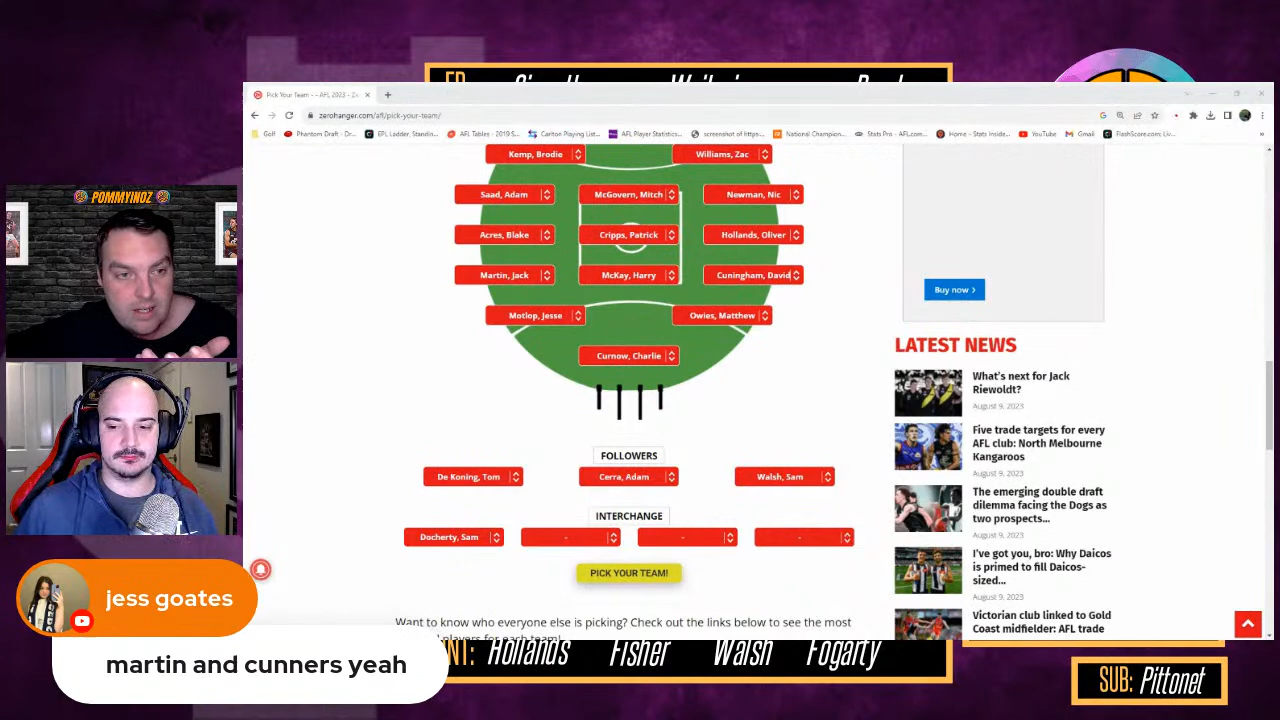 Pick Your Team - - AFL 2023 - Ze
zerohanger.com/afl/pick-your-team/
Golf
Phantom Draft - Dr...
EPL Ladder, Standin...
AFL Tables - 2019 S...
Carlton Playing List...
AFL Player Statistics...
screenshot of https...
National Champion...
Stats Pro - AFL.com...
Home - Stats Inside...
YouTube
Gmail
FlashScore.com: Liv...
POMMYINOZ
Kemp, Brodie
Williams, Zac
Saad, Adam
McGovern, Mitch
Newman, Nic
Acres, Blake
Cripps, Patrick
Hollands, Oliver
Martin, Jack
McKay, Harry
Cuningham, David
Motlop, Jesse
Owies, Matthew
Curnow, Charlie
FOLLOWERS
De Koning, Tom
Cerra, Adam
Walsh, Sam
INTERCHANGE
Docherty, Sam
-
-
-
PICK YOUR TEAM!
Want to know who everyone else is picking? Check out the links below to see the most
players for each team!
Buy now >
LATEST NEWS
What's next for Jack
Riewoldt?
August 9, 2023
Five trade targets for every
AFL club: North Melbourne
Kangaroos
August 9, 2023
The emerging double draft
dilemma facing the Dogs as
two prospects...
August 9, 2023
I've got you, bro: Why Daicos
is primed to fill Daicos-
sized...
August 9, 2023
Victorian club linked to Gold
Coast midfielder: AFL trade
jess goates
martin and cunners yeah
INT: Hollands Fisher Walsh Fogarty
SUB: Pittonet